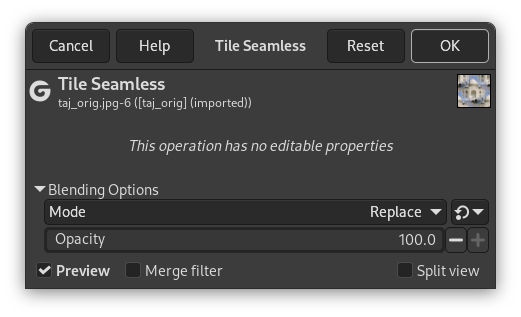 Cancel Help Tile Seamless Reset OK
Tile Seamless
taj_orig.jpg-6 ([taj_orig] (imported))
This operation has no editable properties
Blending Options
Mode Replace
Opacity 100.0
Preview Merge filter Split view